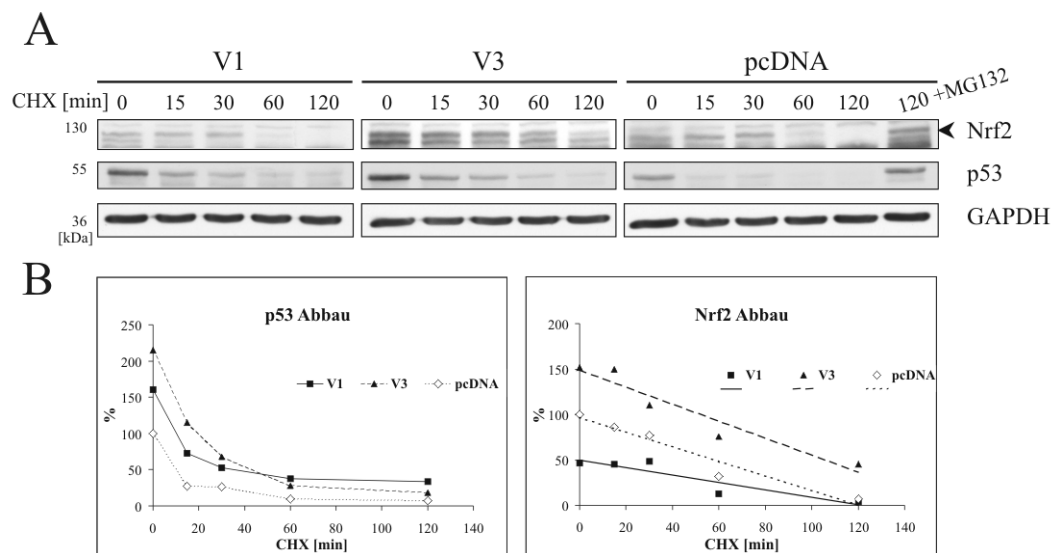 A
V1 V3 pcDNA
CHX [min] 0 15 30 60 120 0 15 30 60 120 0 15 30 60 120 120 +MG132
130 Nrf2
55 p53
36 GAPDH
[kDa]
B
p53 Abbau
250
200
150
100
50
0
%
V1 V3 pcDNA
0 20 40 60 80 100 120 140
CHX [min]
Nrf2 Abbau
200
150
100
50
0
%
V1 V3 pcDNA
0 20 40 60 80 100 120 140
CHX [min]